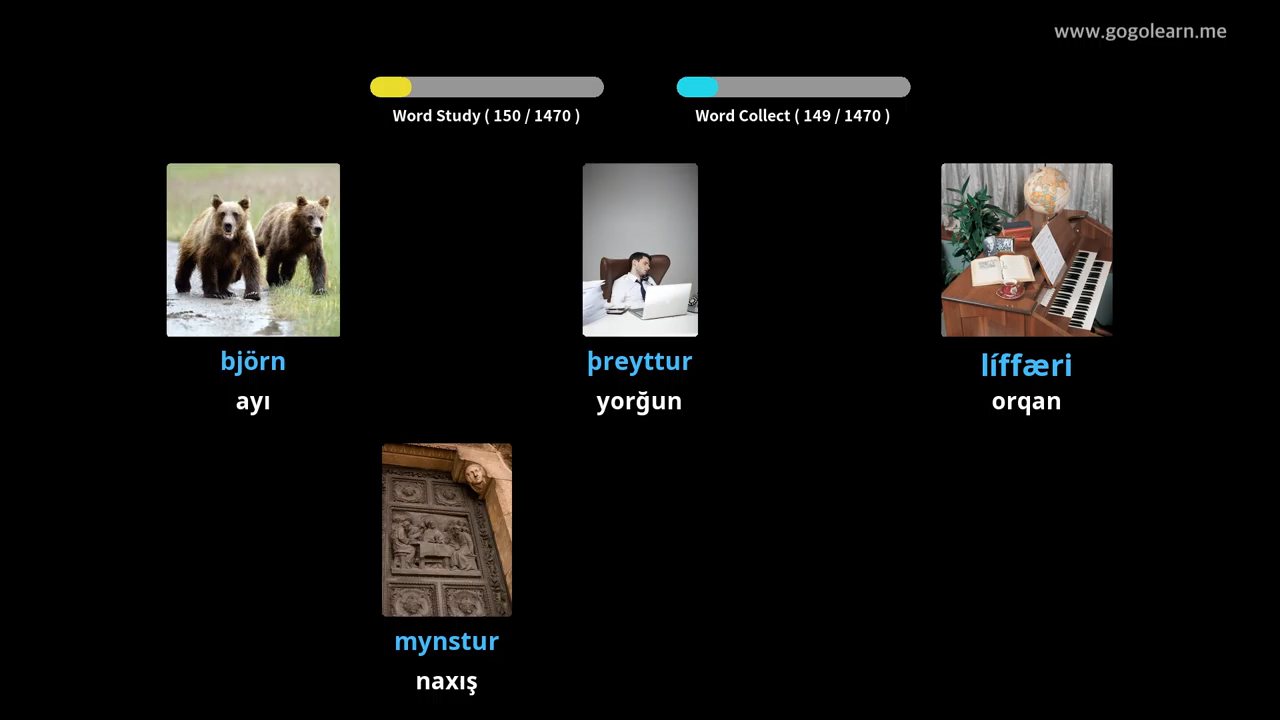 www.gogolearn.me
Word Study ( 150 / 1470 )
Word Collect ( 149 / 1470 )
björn
ayı
þreyttur
yorğun
líffæri
orqan
mynstur
naxış